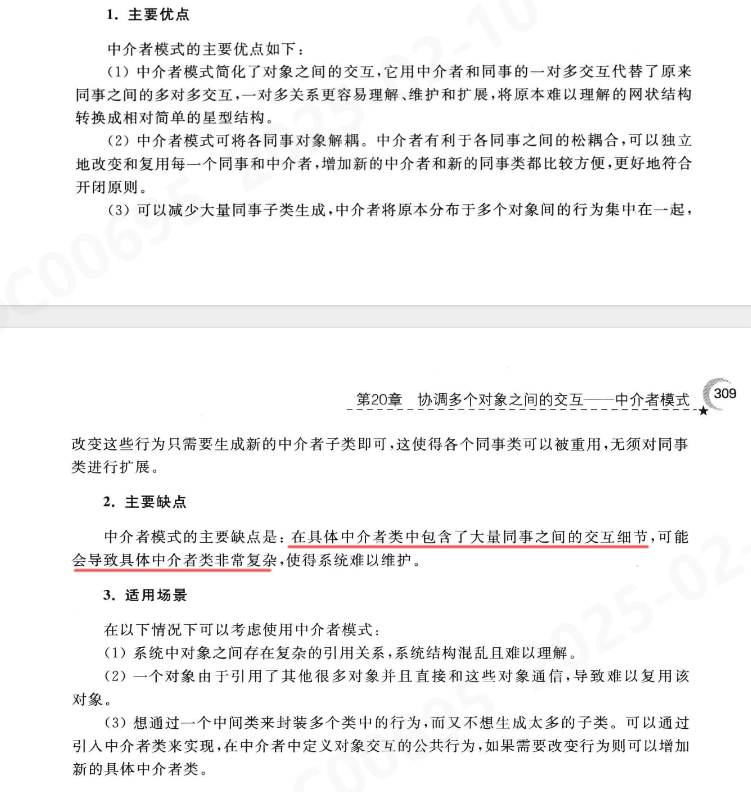 1. 主要优点
中介者模式的主要优点如下：
（1）中介者模式简化了对象之间的交互，它用中介者和同事的一对多交互代替了原来
同事之间的多对多交互，一对多关系更容易理解、维护和扩展，将原本难以理解的网状结构
转换成相对简单的星型结构。
（2）中介者模式可将各同事对象解耦。中介者有利于各同事之间的松耦合，可以独立
地改变和复用每一个同事和中介者，增加新的中介者和新的同事类都比较方便，更好地符合
开闭原则。
（3）可以减少大量同事子类生成，中介者将原本分布于多个对象间的行为集中在一起，
第20章 协调多个对象之间的交互——中介者模式 309
改变这些行为只需要生成新的中介者子类即可，这使得各个同事类可以被重用，无须对同事
类进行扩展。
2. 主要缺点
中介者模式的主要缺点是：在具体中介者类中包含了大量同事之间的交互细节，可能
会导致具体中介者类非常复杂，使得系统难以维护。
3. 适用场景
在以下情况下可以考虑使用中介者模式：
（1）系统中对象之间存在复杂的引用关系，系统结构混乱且难以理解。
（2）一个对象由于引用了其他很多对象并且直接和这些对象通信，导致难以复用该
对象。
（3）想通过一个中间类来封装多个类中的行为，而又不想生成太多的子类。可以通过
引入中介者类来实现，在中介者中定义对象交互的公共行为，如果需要改变行为则可以增加
新的具体中介者类。